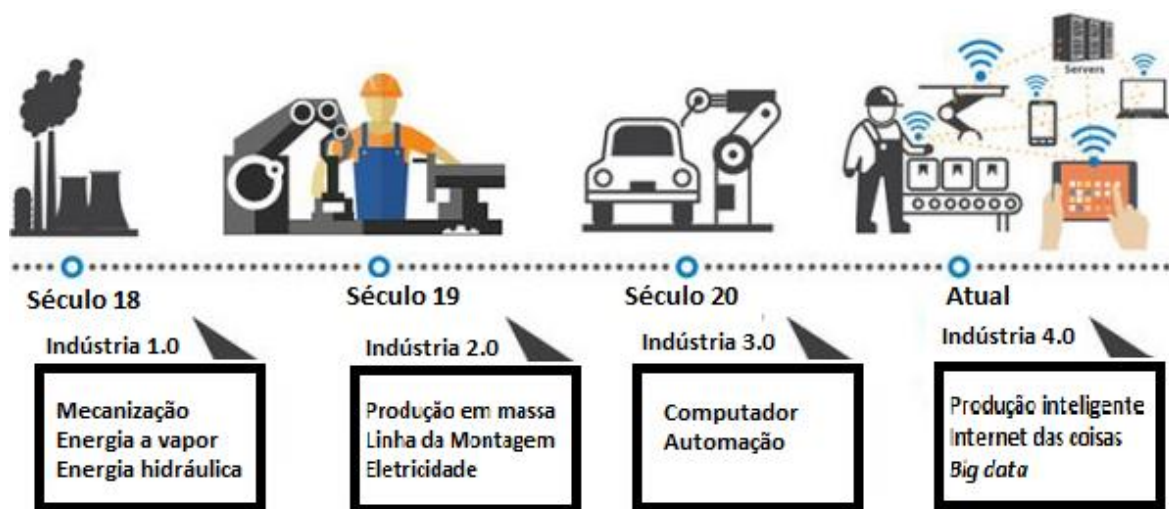 Servers
Século 18
Século 19
Século 20
Atual
Indústria 1.0
Indústria 2.0
Indústria 3.0
Indústria 4.0
Mecanização
Energia a vapor
Energia hidráulica
Produção em massa
Linha da Montagem
Eletricidade
Computador
Automação
Produção inteligente
Internet das coisas
Big data